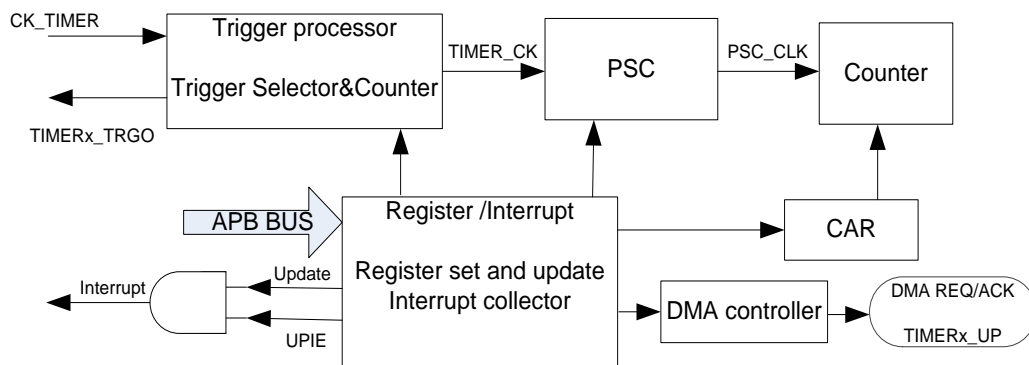 CK_TIMER
Trigger processor
Trigger Selector&Counter
TIMERx_TRGO
TIMER_CK
PSC
PSC_CLK
Counter
APB BUS
Register /Interrupt
Register set and update
Interrupt collector
CAR
Interrupt
Update
UPIE
DMA controller
DMA REQ/ACK
TIMERx_UP